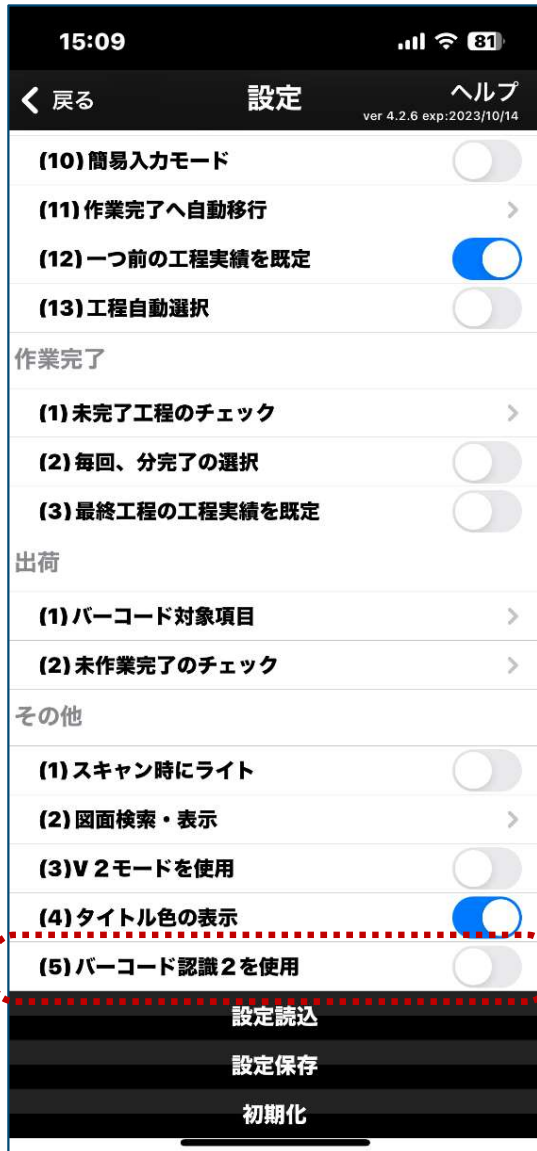 15:09
81
戻る
設定
ヘルプ
ver 4.2.6 exp:2023/10/14
(10)簡易入力モード
(11)作業完了へ自動移行
(12)一つ前の工程実績を既定
(13)工程自動選択
作業完了
(1)未完了工程のチェック
(2)毎回、分完了の選択
(3)最終工程の工程実績を既定
出荷
(1)バーコード対象項目
(2)未作業完了のチェック
その他
(1)スキャン時にライト
(2)図面検索・表示
(3)V２モードを使用
(4)タイトル色の表示
(5)バーコード認識２を使用
設定読込
設定保存
初期化